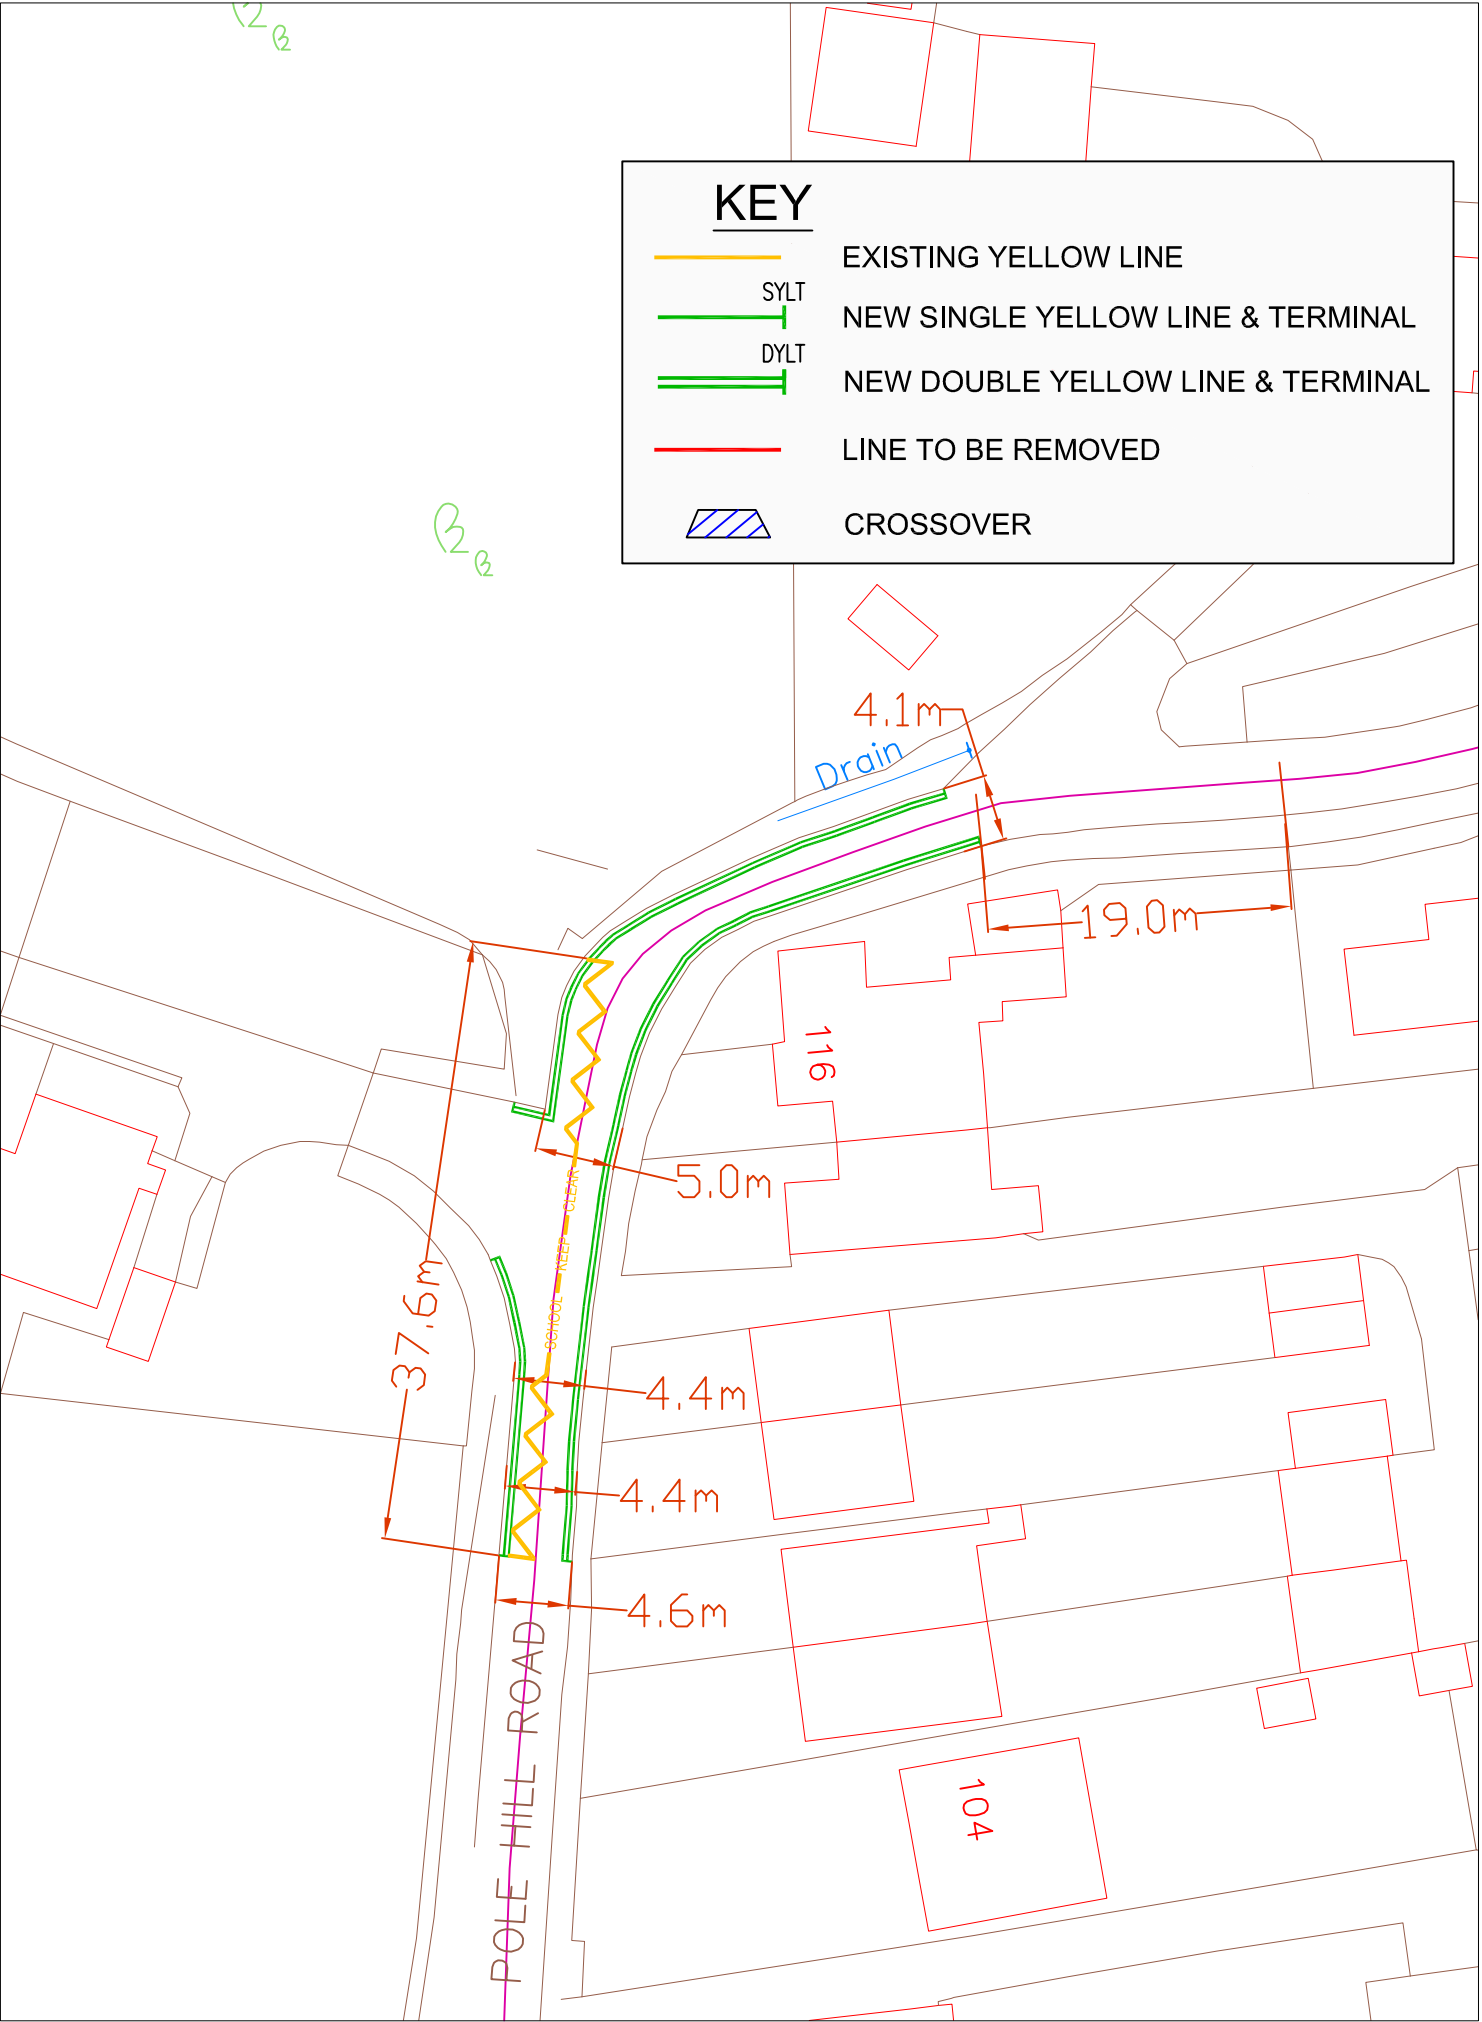 KEY
EXISTING YELLOW LINE
SYLT
NEW SINGLE YELLOW LINE & TERMINAL
DYLT
NEW DOUBLE YELLOW LINE & TERMINAL
LINE TO BE REMOVED
CROSSOVER
4.1m
Drain
19.0m
116
5.0m
SCHOOL KEEP CLEAR
37.6m
4.4m
4.4m
4.6m
POLE HILL ROAD
104